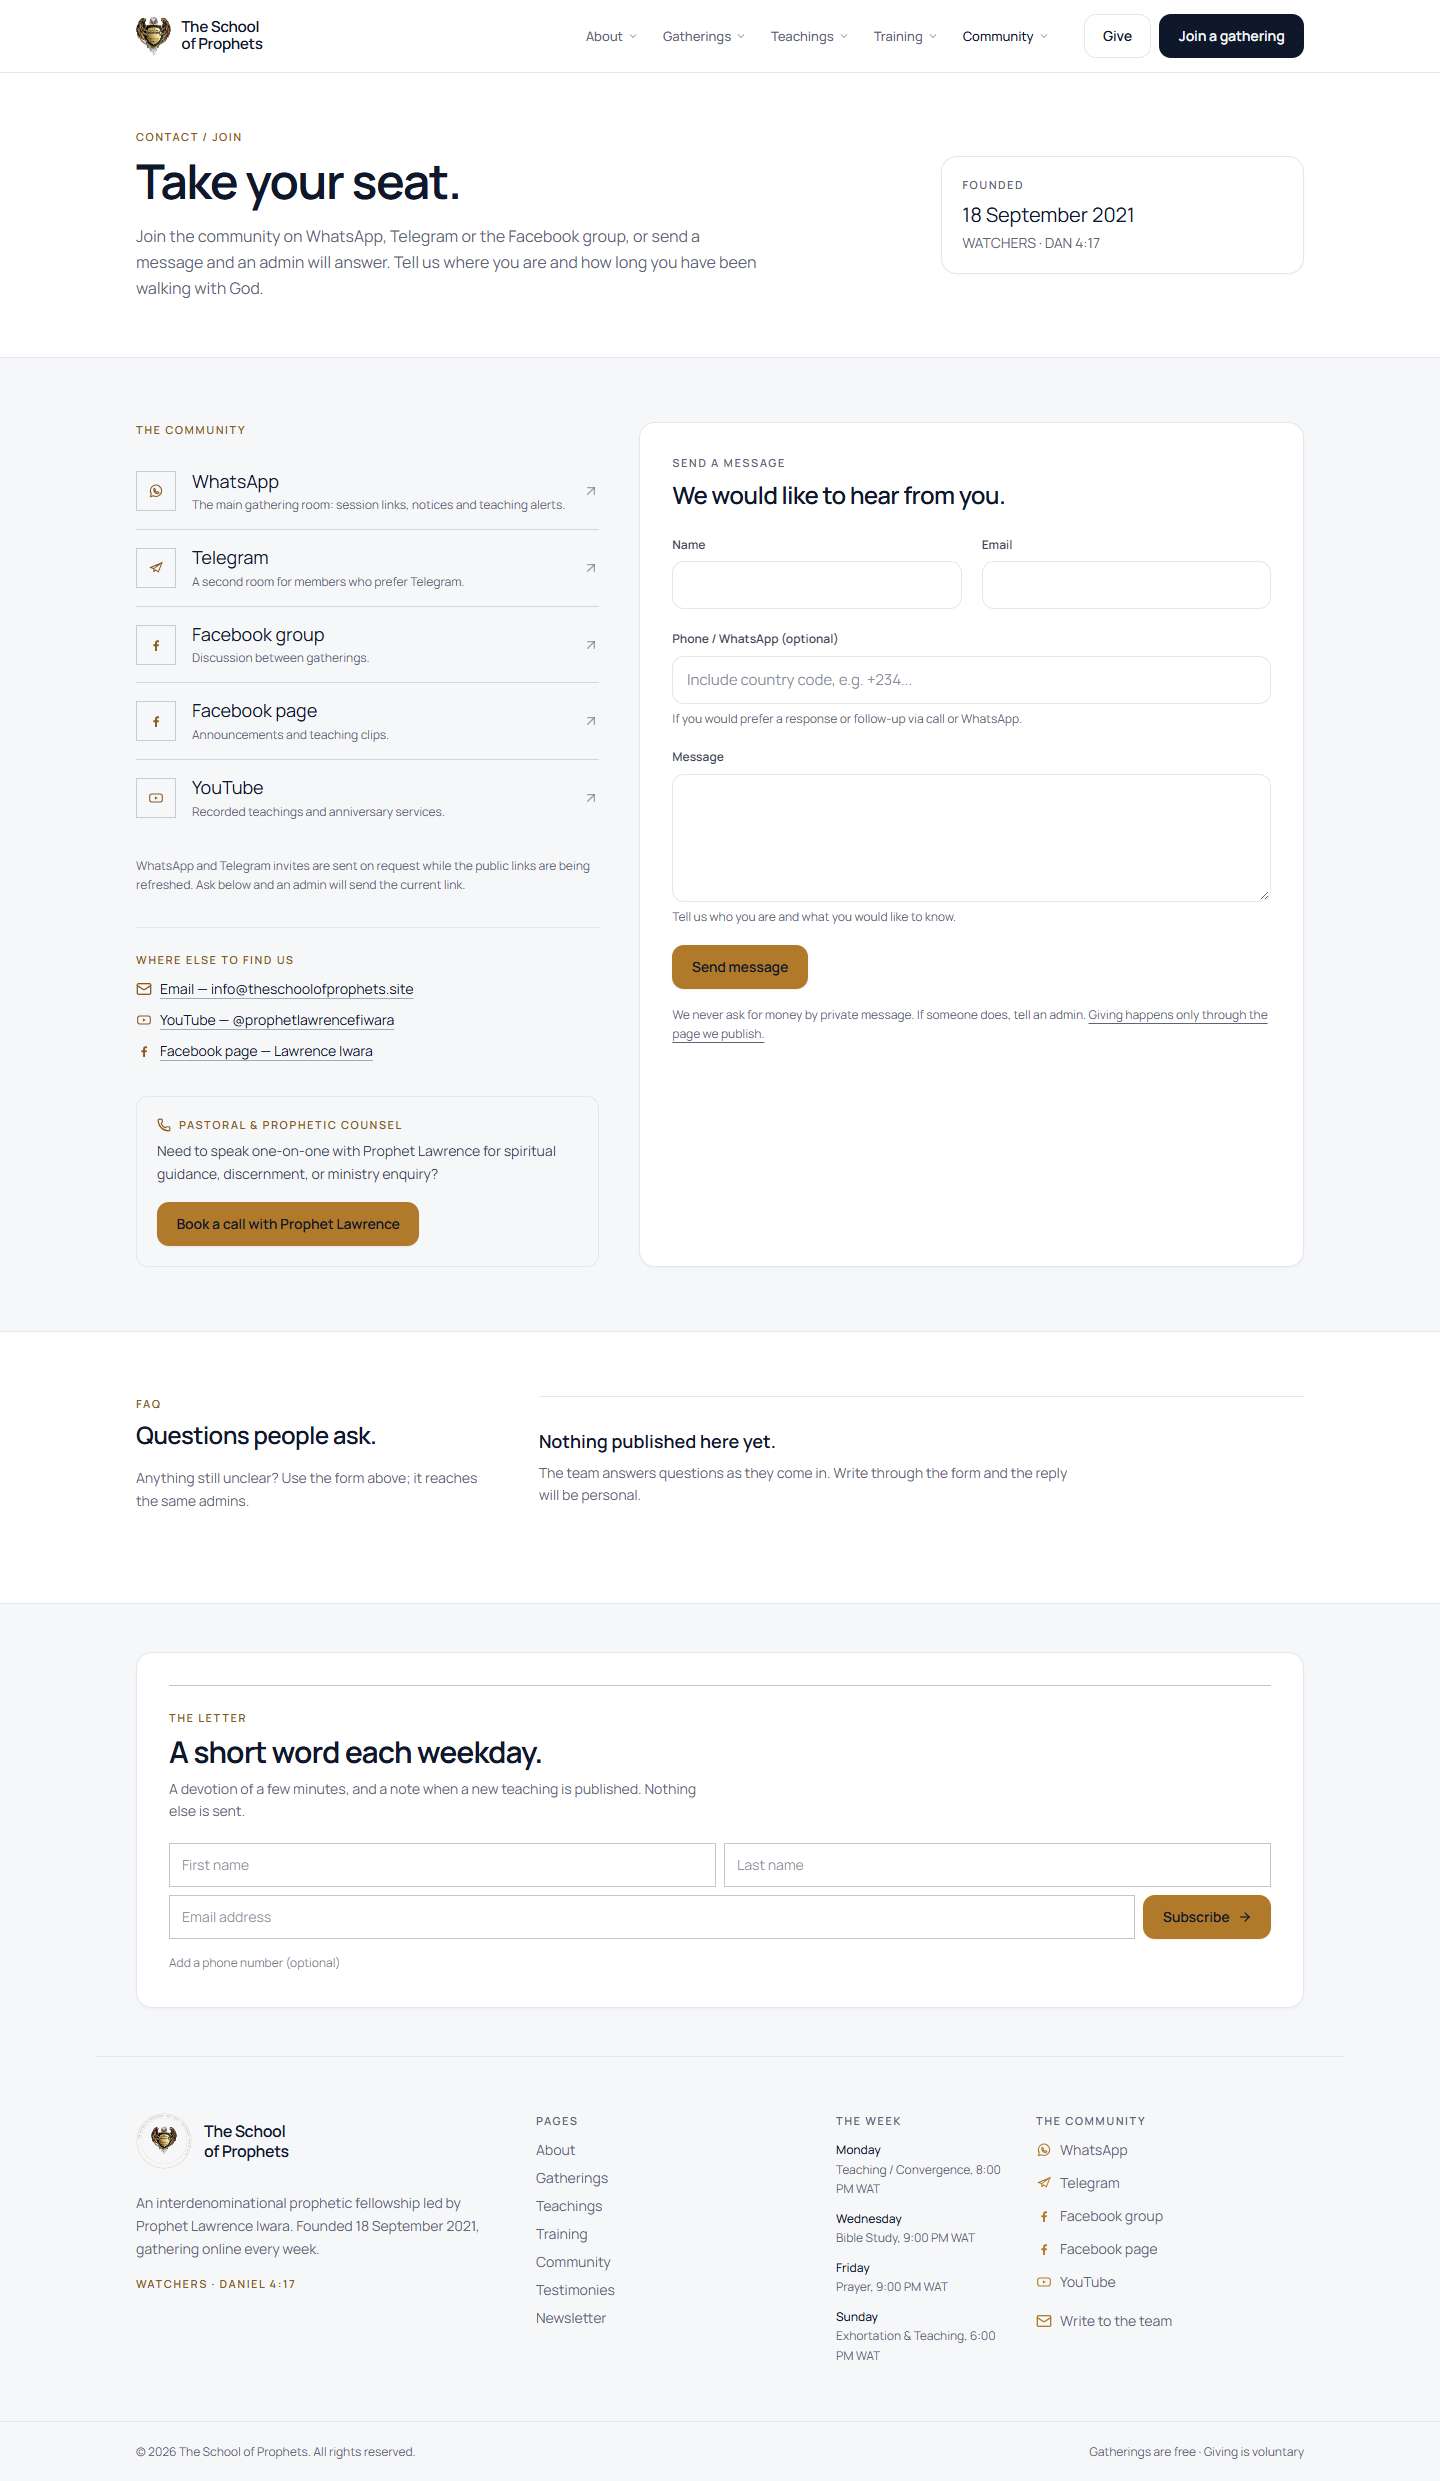 The School
of Prophets
About
Gatherings
Teachings
Training
Community
Give
Join a gathering
CONTACT / JOIN
Take your seat.
Join the community on WhatsApp, Telegram or the Facebook group, or send a
message and an admin will answer. Tell us where you are and how long you have been
walking with God.
FOUNDED
18 September 2021
WATCHERS · DAN 4:17
THE COMMUNITY
WhatsApp
The main gathering room: session links, notices and teaching alerts.
Telegram
A second room for members who prefer Telegram.
Facebook group
Discussion between gatherings.
Facebook page
Announcements and teaching clips.
YouTube
Recorded teachings and anniversary services.
WhatsApp and Telegram invites are sent on request while the public links are being
refreshed. Ask below and an admin will send the current link.
WHERE ELSE TO FIND US
Email — info@theschoolofprophets.site
YouTube — @prophetlawrencefiwara
Facebook page — Lawrence Iwara
PASTORAL & PROPHETIC COUNSEL
Need to speak one-on-one with Prophet Lawrence for spiritual
guidance, discernment, or ministry enquiry?
Book a call with Prophet Lawrence
SEND A MESSAGE
We would like to hear from you.
Name
Email
Phone / WhatsApp (optional)
Include country code, e.g. +234...
If you would prefer a response or follow-up via call or WhatsApp.
Message
Tell us who you are and what you would like to know.
Send message
We never ask for money by private message. If someone does, tell an admin. Giving happens only through the
page we publish.
FAQ
Questions people ask.
Anything still unclear? Use the form above; it reaches
the same admins.
Nothing published here yet.
The team answers questions as they come in. Write through the form and the reply
will be personal.
THE LETTER
A short word each weekday.
A devotion of a few minutes, and a note when a new teaching is published. Nothing
else is sent.
First name
Last name
Email address
Subscribe
Add a phone number (optional)
The School
of Prophets
An interdenominational prophetic fellowship led by
Prophet Lawrence Iwara. Founded 18 September 2021,
gathering online every week.
WATCHERS · DANIEL 4:17
PAGES
About
Gatherings
Teachings
Training
Community
Testimonies
Newsletter
THE WEEK
Monday
Teaching / Convergence, 8:00
PM WAT
Wednesday
Bible Study, 9:00 PM WAT
Friday
Prayer, 9:00 PM WAT
Sunday
Exhortation & Teaching, 6:00
PM WAT
THE COMMUNITY
WhatsApp
Telegram
Facebook group
Facebook page
YouTube
Write to the team
© 2026 The School of Prophets. All rights reserved.
Gatherings are free · Giving is voluntary